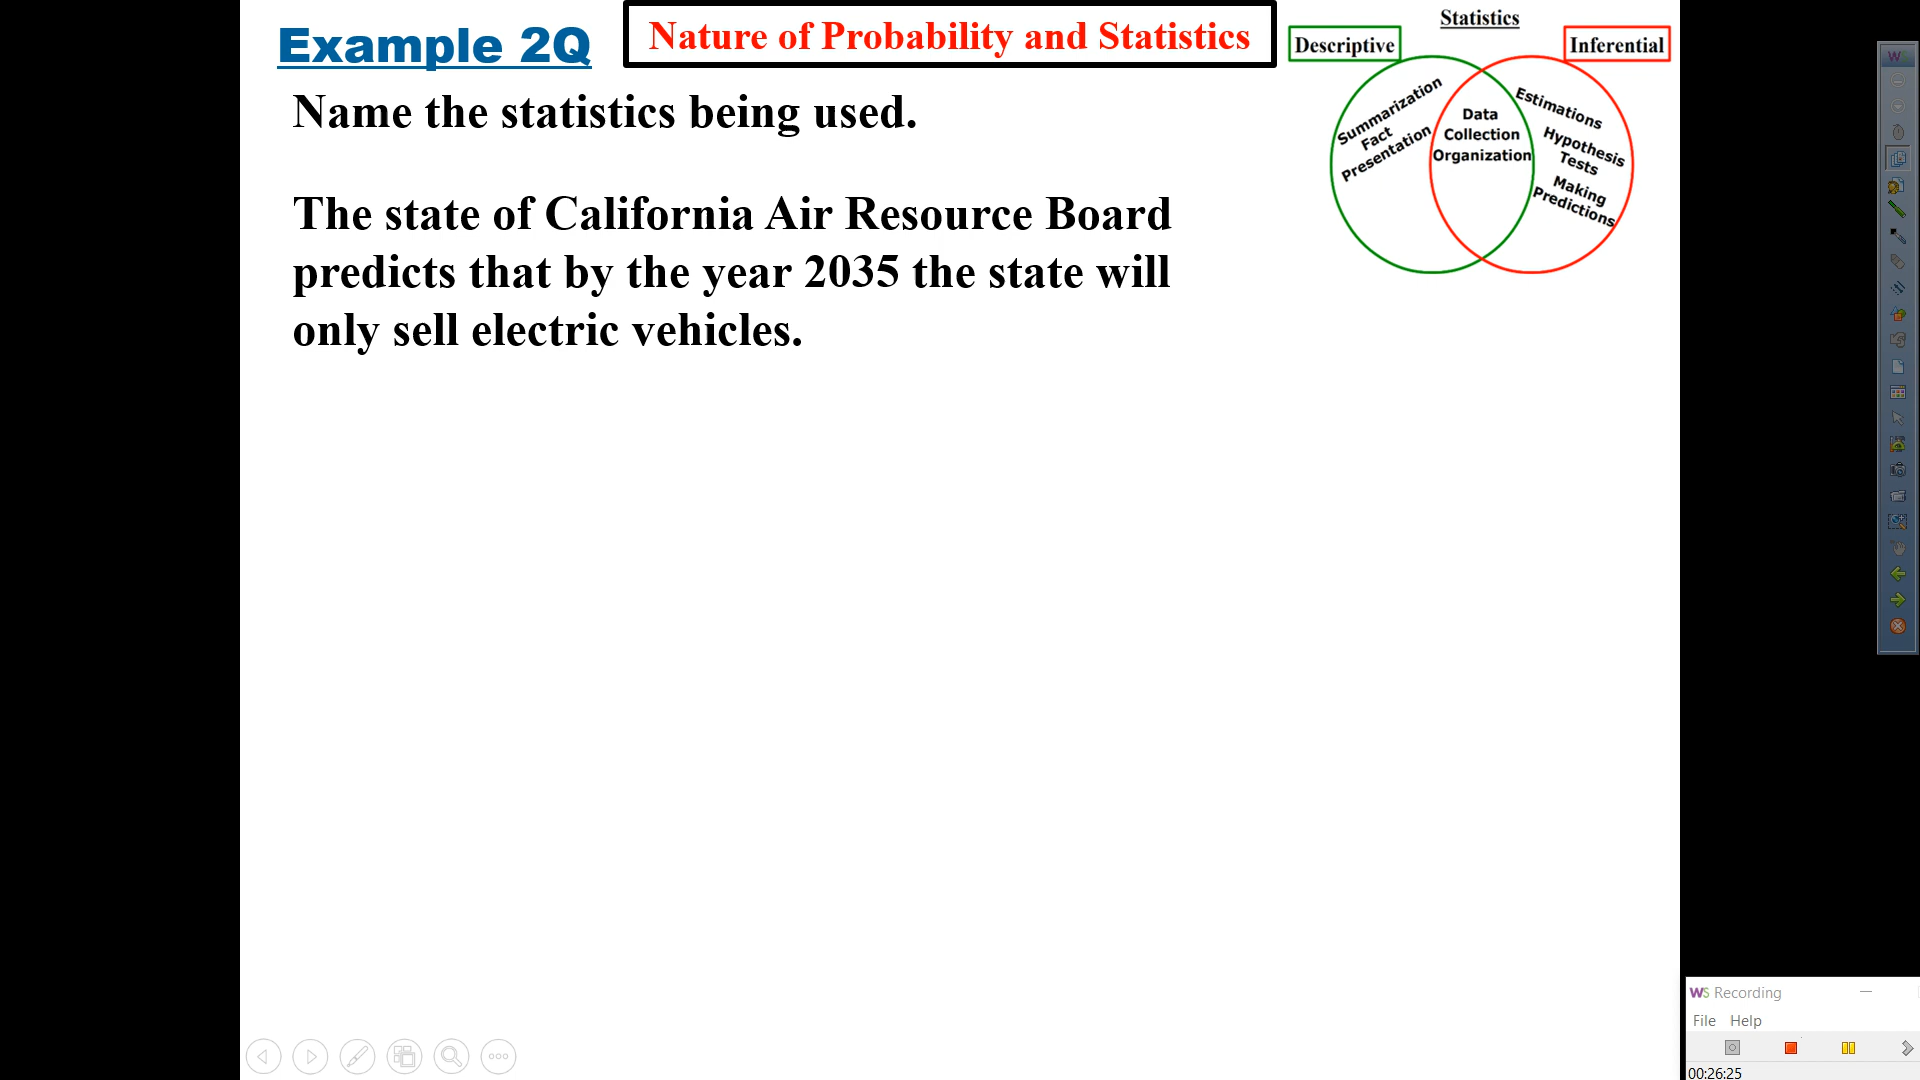 Example 2Q
Nature of Probability and Statistics
Name the statistics being used.
The state of California Air Resource Board
predicts that by the year 2035 the state will
only sell electric vehicles.
Statistics
Descriptive
Inferential
Summarization
Fact
Presentation
Data
Collection
Organization
Estimations
Hypothesis
Tests
Making
Predictions
WS Recording
File Help
00:26:25